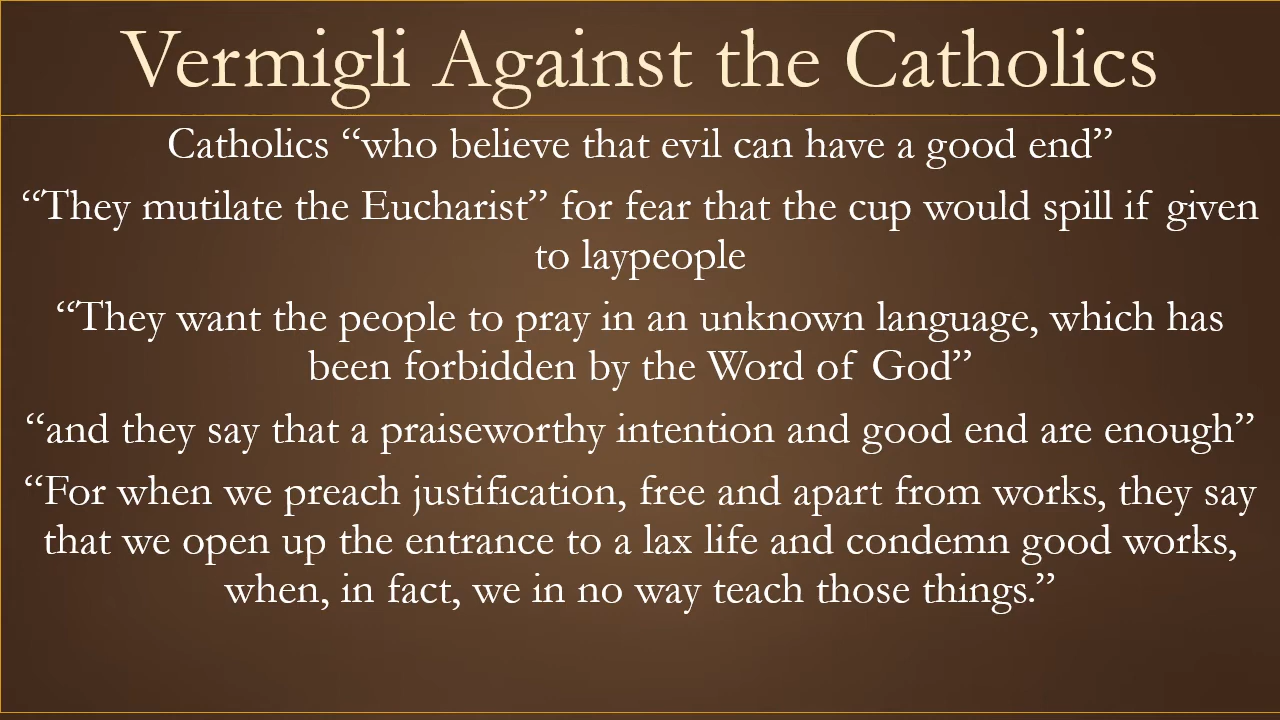 Vermigli Against the Catholics
Catholics “who believe that evil can have a good end”
“They mutilate the Eucharist” for fear that the cup would spill if given
to laypeople
“They want the people to pray in an unknown language, which has
been forbidden by the Word of God”
“and they say that a praiseworthy intention and good end are enough”
“For when we preach justification, free and apart from works, they say
that we open up the entrance to a lax life and condemn good works,
when, in fact, we in no way teach those things.”